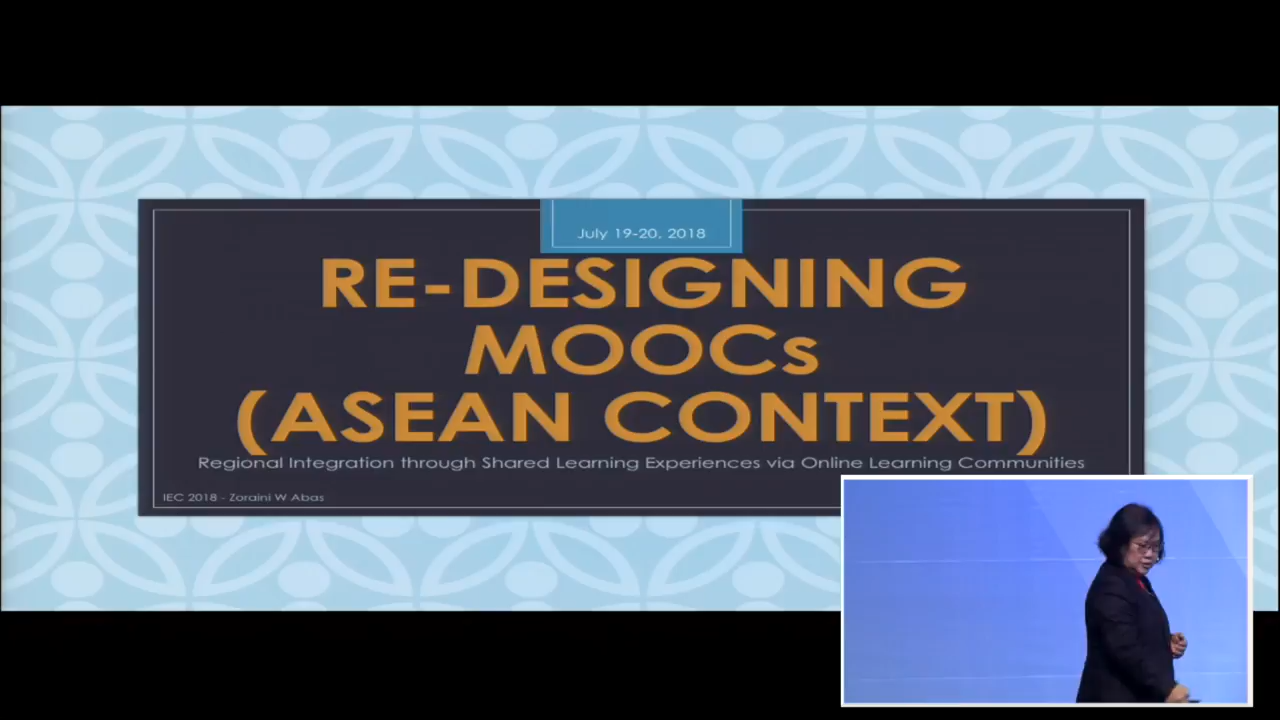 July 19-20, 2018
RE-DESIGNING
MOOCs
(ASEAN CONTEXT)
Regional Integration through Shared Learning Experiences via Online Learning Communities
IEC 2018 - Zoraini W Abas